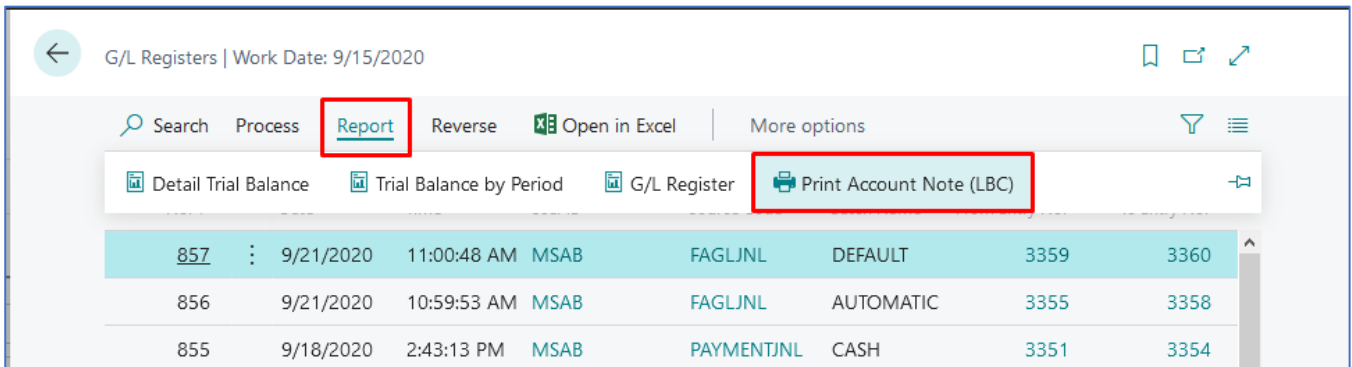 G/L Registers | Work Date: 9/15/2020
Search Process Report Reverse Open in Excel | More options
Detail Trial Balance Trial Balance by Period G/L Register Print Account Note (LBC)
857 9/21/2020 11:00:48 AM MSAB FAGLJNL DEFAULT 3359 3360
856 9/21/2020 10:59:53 AM MSAB FAGLJNL AUTOMATIC 3355 3358
855 9/18/2020 2:43:13 PM MSAB PAYMENTJNL CASH 3351 3354